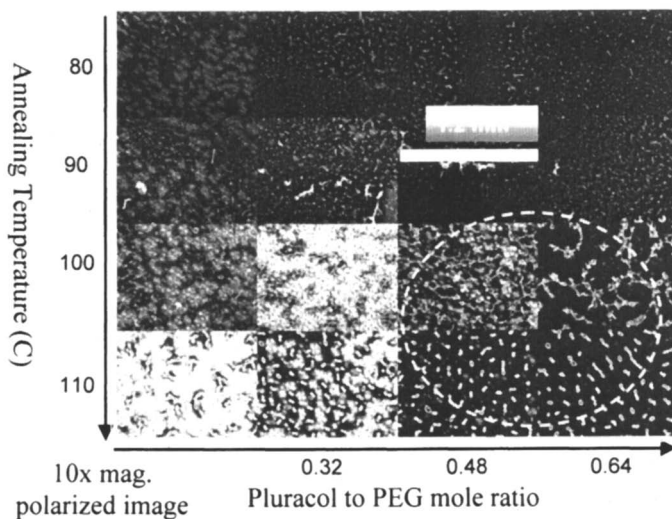 Annealing Temperature (C)
80
90
100
110
0.32
0.48
0.64
10x mag.
polarized image
Pluracol to PEG mole ratio